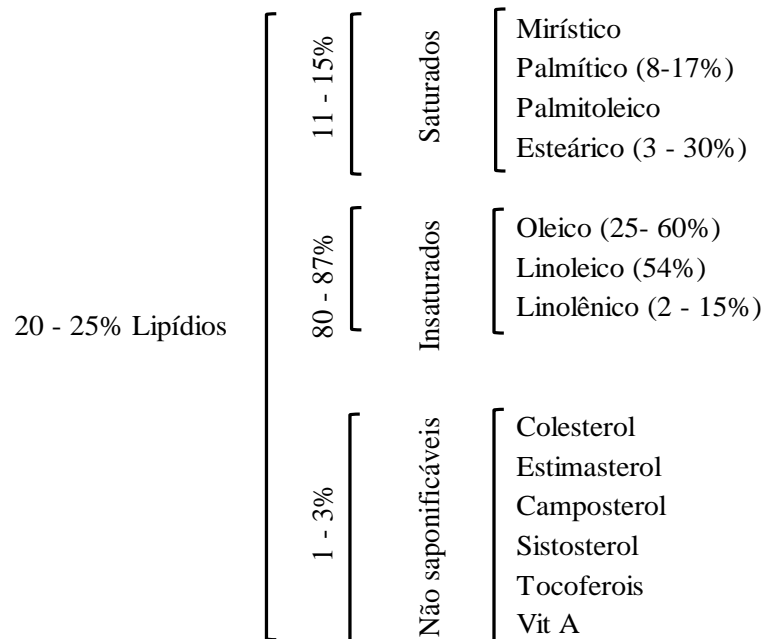 20 - 25% Lipídios
11 - 15%
Saturados
Mirístico
Palmítico (8-17%)
Palmitoleico
Esteárico (3 - 30%)
80 - 87%
Insaturados
Oleico (25- 60%)
Linoleico (54%)
Linolênico (2 - 15%)
1 - 3%
Não saponificáveis
Colesterol
Estimasterol
Camposterol
Sistosterol
Tocoferois
Vit A